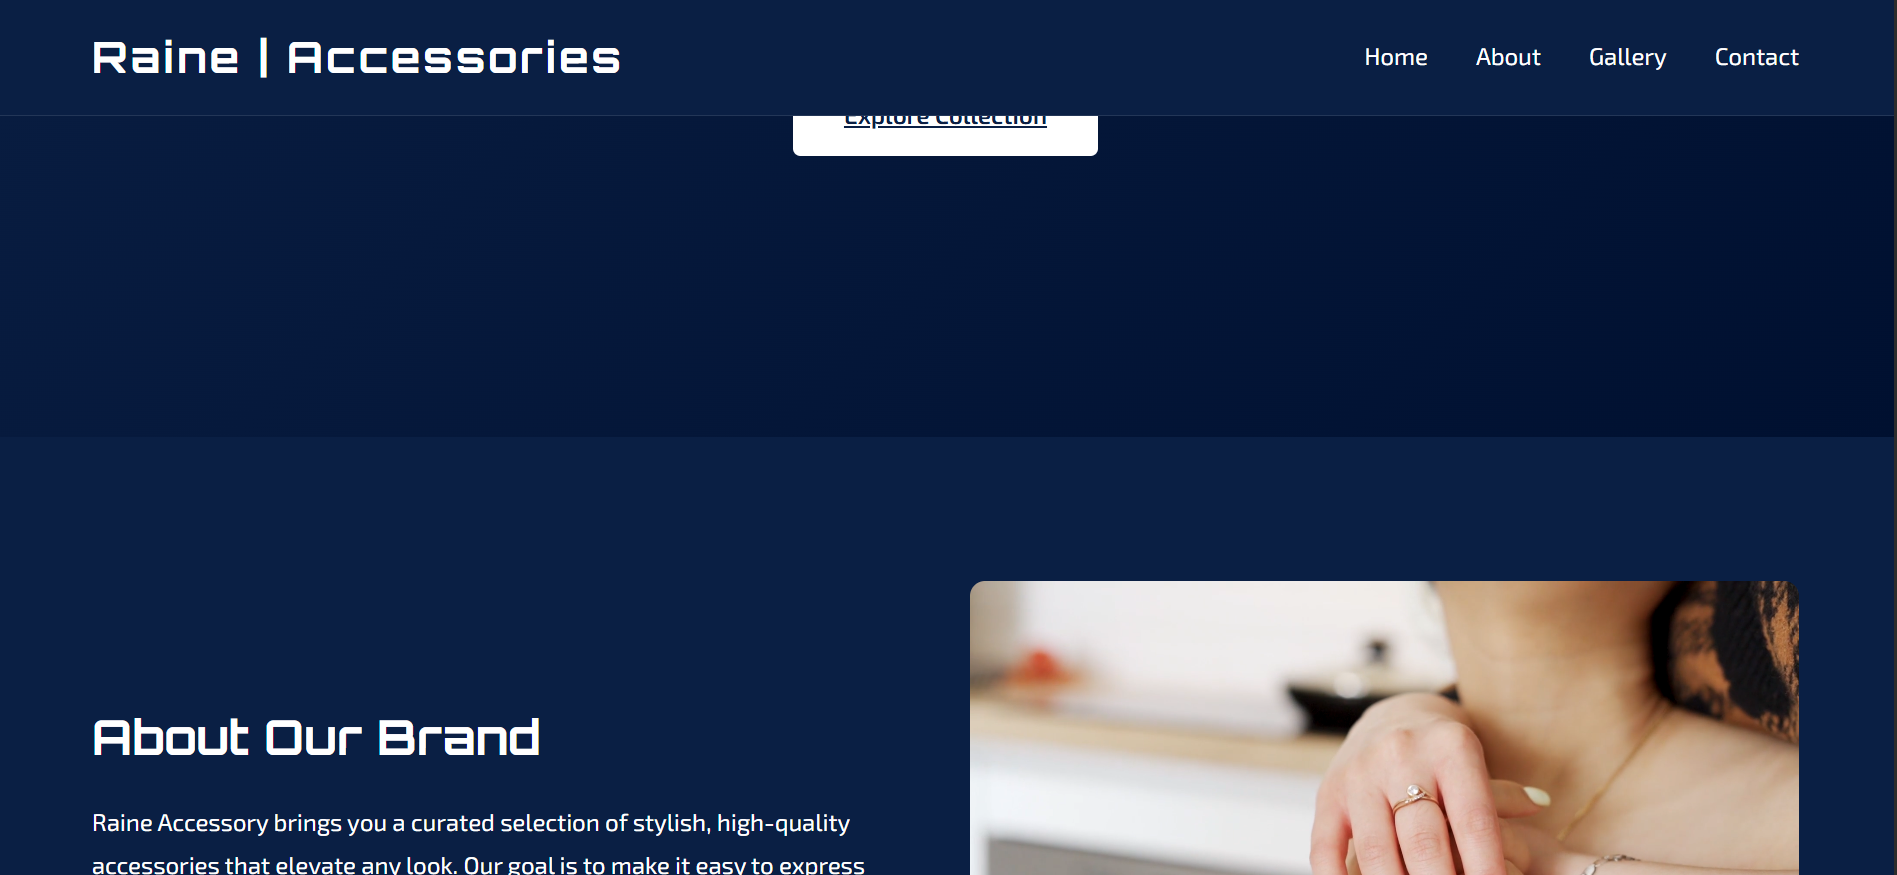 Raine | Accessories
Home About Gallery Contact
Explore Collection
About Our Brand
Raine Accessory brings you a curated selection of stylish, high-quality
accessories that elevate any look. Our goal is to make it easy to express